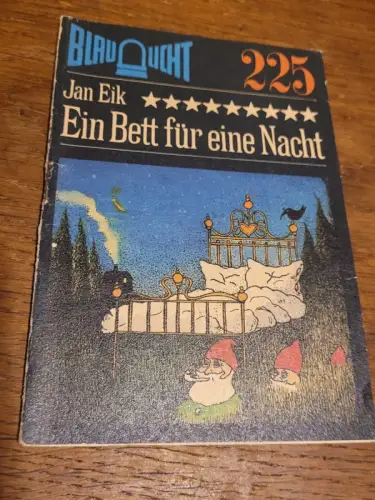 BLAULICHT 225
Jan Eik ★★★★★★★★★
Ein Bett für eine Nacht